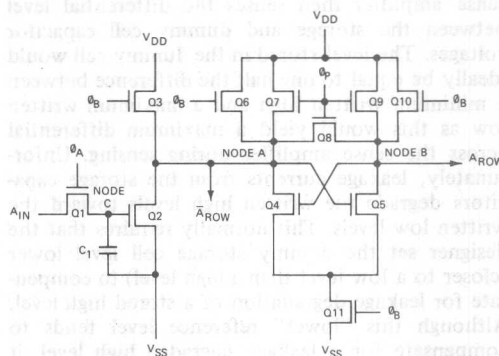 VDD
VDD
ØP
ØB
Q3
ØB
Q6
Q7
Q8
Q9
Q10
ØB
ØA
NODE A
NODE B
AROW
AIN
Q1
NODE
C
Q2
ĀROW
Q4
Q5
C1
Q11
ØB
VSS
VSS